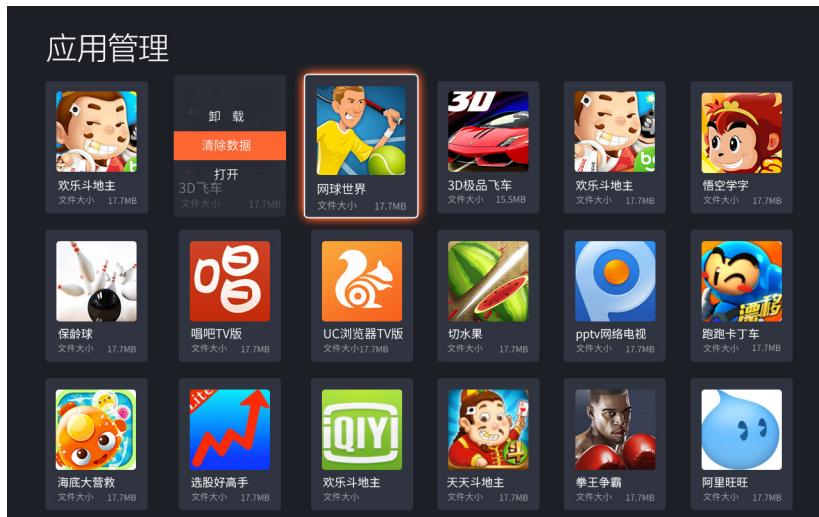 应用管理
欢乐斗地主
文件大小 17.7MB
卸 载
清除数据
打开
3D飞车
文件大小 17.7MB
网球世界
文件大小 17.7MB
3D
3D极品飞车
文件大小 15.5MB
欢乐斗地主
文件大小 17.7MB
悟空学字
文件大小 17.7MB
保龄球
文件大小 17.7MB
唱
唱吧TV版
文件大小 17.7MB
UC浏览器TV版
文件大小17.7MB
切水果
文件大小 17.7MB
pptv网络电视
文件大小 17.7MB
漂移
跑跑卡丁车
文件大小 17.7MB
海底大营救
文件大小 17.7MB
Lite
选股好高手
文件大小 17.7MB
iQIYI
欢乐斗地主
文件大小
斗
天天斗地主
文件大小 17.7MB
拳王争霸
文件大小 17.7MB
阿里旺旺
文件大小 17.7MB